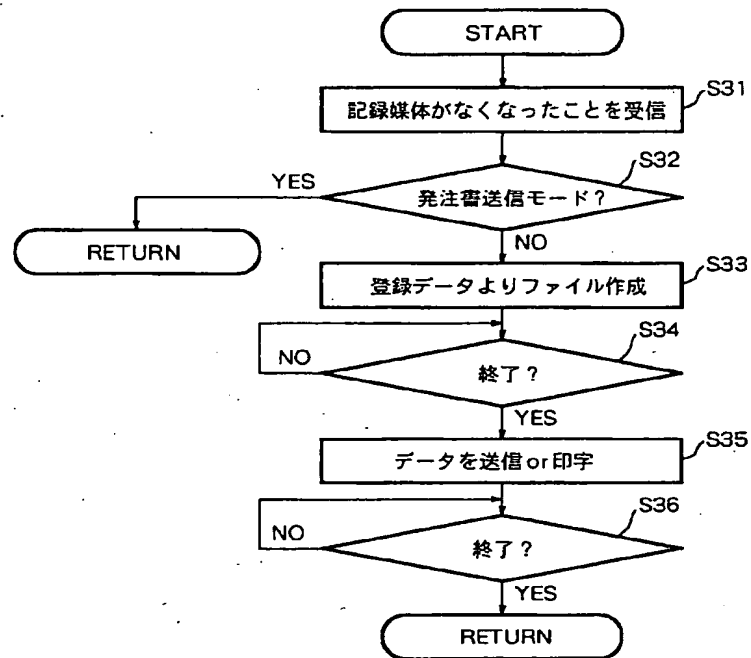 START
記録媒体がなくなったことを受信
S31
S32
発注書送信モード?
YES
RETURN
NO
登録データよりファイル作成
S33
S34
NO
終了?
YES
データを送信or印字
S35
S36
NO
終了?
YES
RETURN